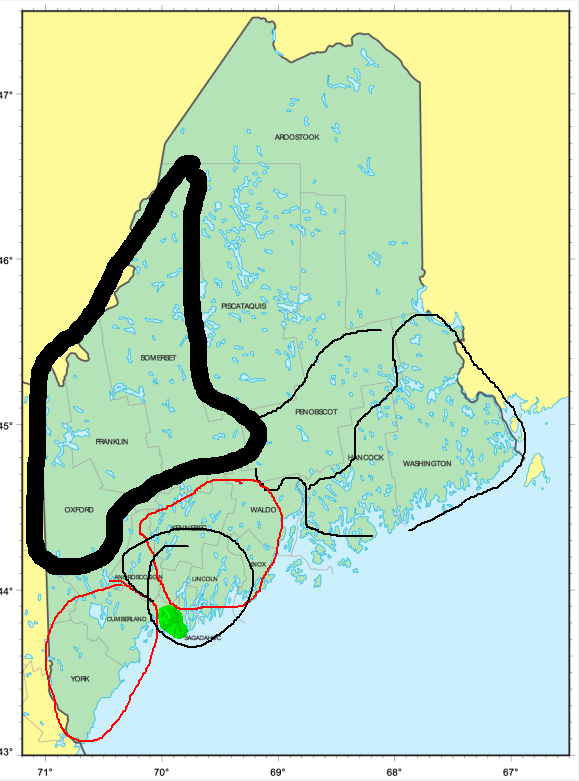 47°
AROOSTOOK
46°
PISCATAQUIS
SOMERSET
PENOBSCOT
45°
FRANKLIN
HANCOCK
WASHINGTON
OXFORD
WALDO
KENNEBEC
KNOX
44°
ANDROSCOGGIN
LINCOLN
CUMBERLAND
SAGADAHOC
YORK
43°
71° 70° 69° 68° 67°